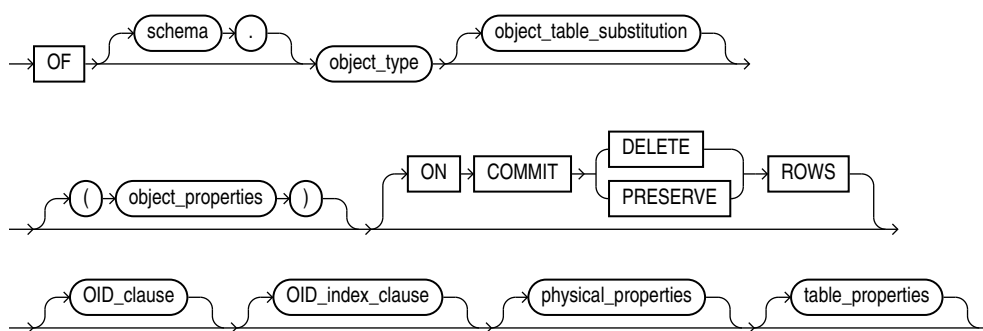 schema .
OF object_type object_table_substitution
( object_properties ) ON COMMIT DELETE PRESERVE ROWS
OID_clause OID_index_clause physical_properties table_properties